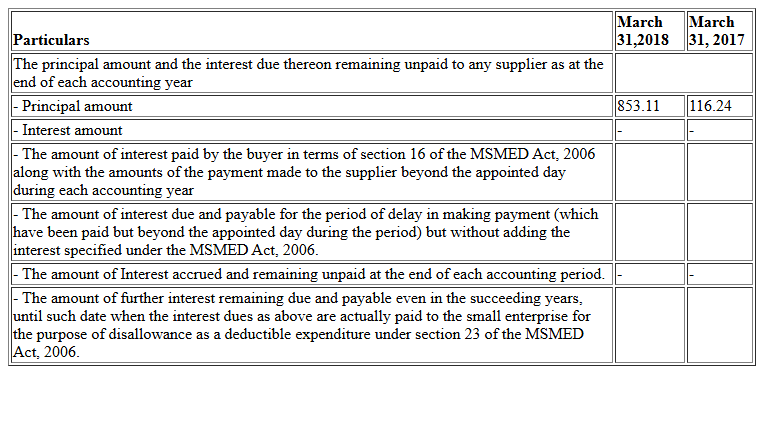 Particulars March 31,2018 March 31, 2017
The principal amount and the interest due thereon remaining unpaid to any supplier as at the
end of each accounting year
- Principal amount 853.11 116.24
- Interest amount - -
- The amount of interest paid by the buyer in terms of section 16 of the MSMED Act, 2006
along with the amounts of the payment made to the supplier beyond the appointed day
during each accounting year
- The amount of interest due and payable for the period of delay in making payment (which
have been paid but beyond the appointed day during the period) but without adding the
interest specified under the MSMED Act, 2006.
- The amount of Interest accrued and remaining unpaid at the end of each accounting period. - -
- The amount of further interest remaining due and payable even in the succeeding years,
until such date when the interest dues as above are actually paid to the small enterprise for
the purpose of disallowance as a deductible expenditure under section 23 of the MSMED
Act, 2006.